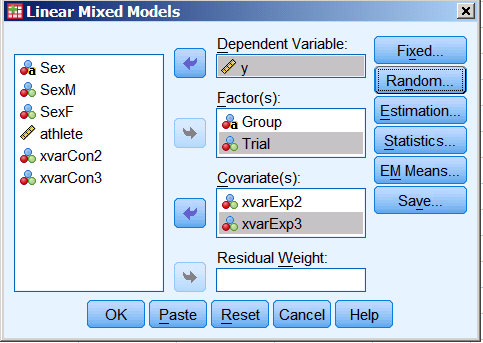 Linear Mixed Models
Sex
SexM
SexF
athlete
xvarCon2
xvarCon3
Dependent Variable:
y
Factor(s):
Group
Trial
Covariate(s):
xvarExp2
xvarExp3
Residual Weight:
Fixed...
Random...
Estimation...
Statistics...
EM Means...
Save...
OK Paste Reset Cancel Help